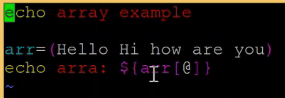 echo array example
arr=(Hello Hi how are you)
echo arra: ${arr[@]}
~